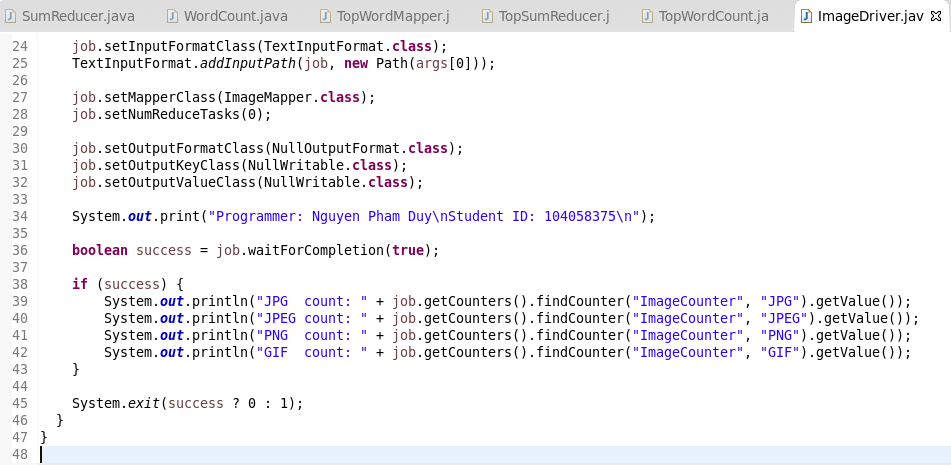 SumReducer.java WordCount.java TopWordMapper.j TopSumReducer.j TopWordCount.ja ImageDriver.jav
24     job.setInputFormatClass(TextInputFormat.class);
25     TextInputFormat.addInputPath(job, new Path(args[0]));
26
27     job.setMapperClass(ImageMapper.class);
28     job.setNumReduceTasks(0);
29
30     job.setOutputFormatClass(NullOutputFormat.class);
31     job.setOutputKeyClass(NullWritable.class);
32     job.setOutputValueClass(NullWritable.class);
33
34     System.out.print("Programmer: Nguyen Pham Duy\nStudent ID: 104058375\n");
35
36     boolean success = job.waitForCompletion(true);
37
38     if (success) {
39         System.out.println("JPG  count: " + job.getCounters().findCounter("ImageCounter", "JPG").getValue());
40         System.out.println("JPEG count: " + job.getCounters().findCounter("ImageCounter", "JPEG").getValue());
41         System.out.println("PNG  count: " + job.getCounters().findCounter("ImageCounter", "PNG").getValue());
42         System.out.println("GIF  count: " + job.getCounters().findCounter("ImageCounter", "GIF").getValue());
43     }
44
45     System.exit(success ? 0 : 1);
46   }
47 }
48